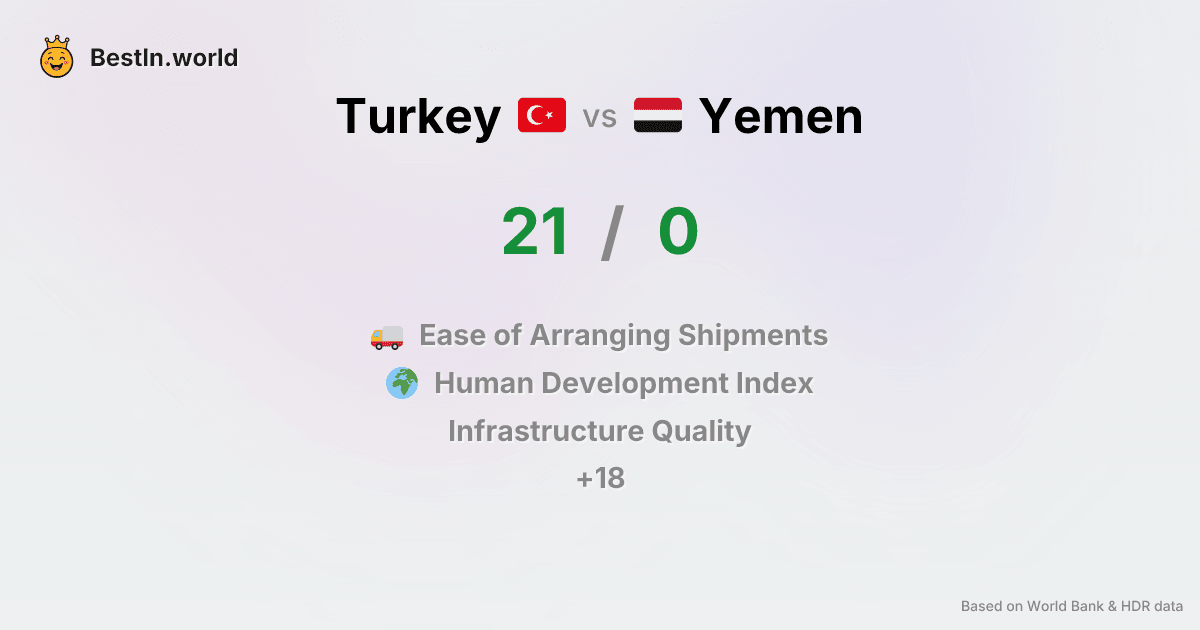 BestIn.world
Turkey vs Yemen
21 / 0
Ease of Arranging Shipments
Human Development Index
Infrastructure Quality
+18
Based on World Bank & HDR data